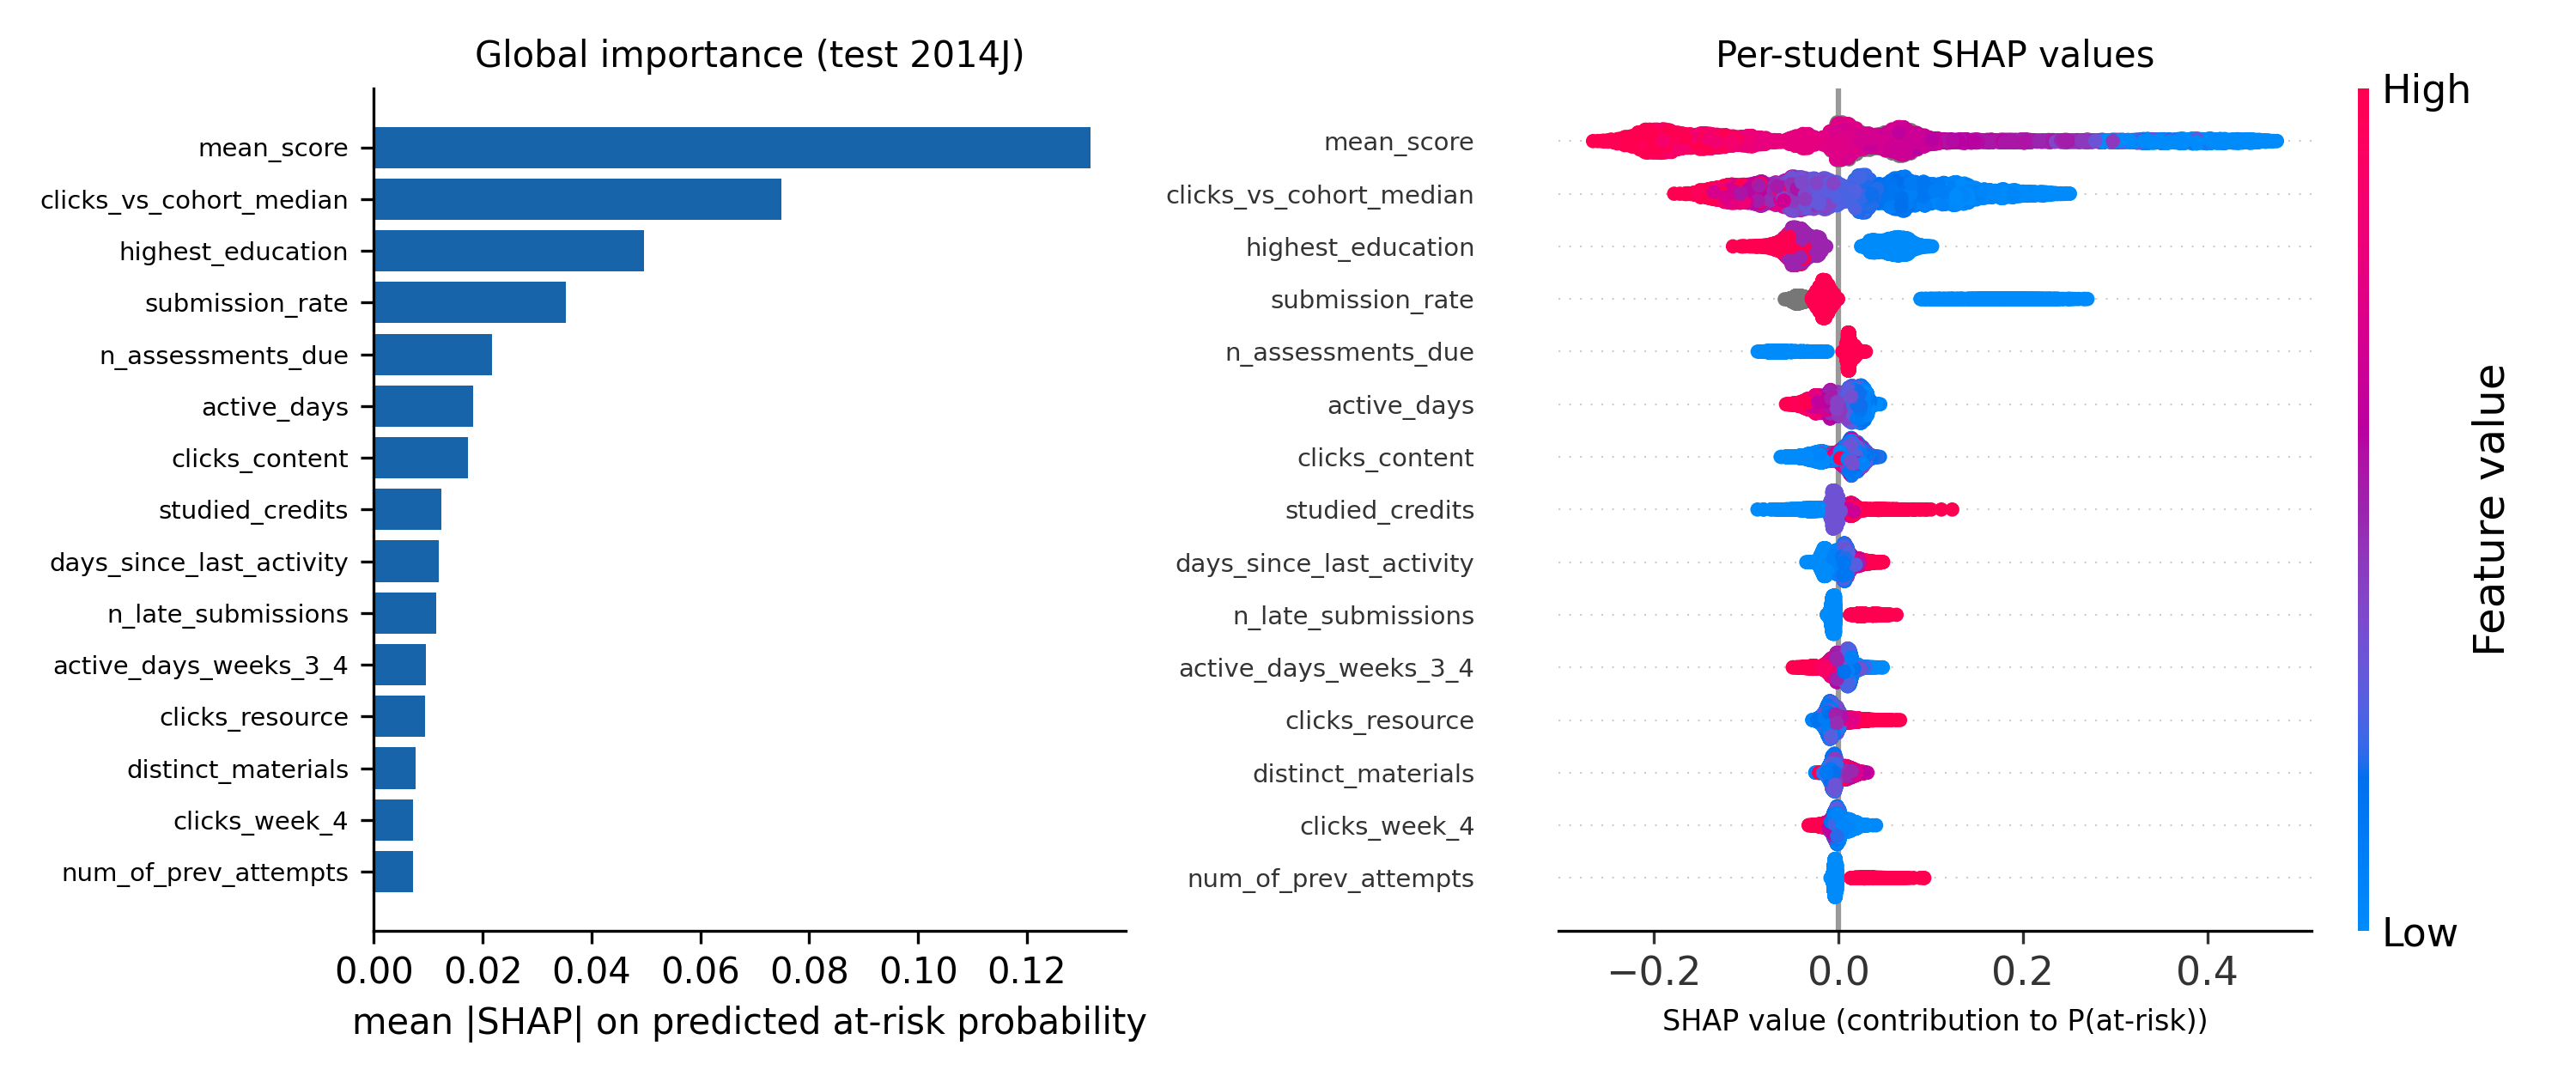 Global importance (test 2014J)
mean_score
clicks_vs_cohort_median
highest_education
submission_rate
n_assessments_due
active_days
clicks_content
studied_credits
days_since_last_activity
n_late_submissions
active_days_weeks_3_4
clicks_resource
distinct_materials
clicks_week_4
num_of_prev_attempts
0.00 0.02 0.04 0.06 0.08 0.10 0.12
mean |SHAP| on predicted at-risk probability
Per-student SHAP values
mean_score
clicks_vs_cohort_median
highest_education
submission_rate
n_assessments_due
active_days
clicks_content
studied_credits
days_since_last_activity
n_late_submissions
active_days_weeks_3_4
clicks_resource
distinct_materials
clicks_week_4
num_of_prev_attempts
−0.2 0.0 0.2 0.4
SHAP value (contribution to P(at-risk))
High
Feature value
Low